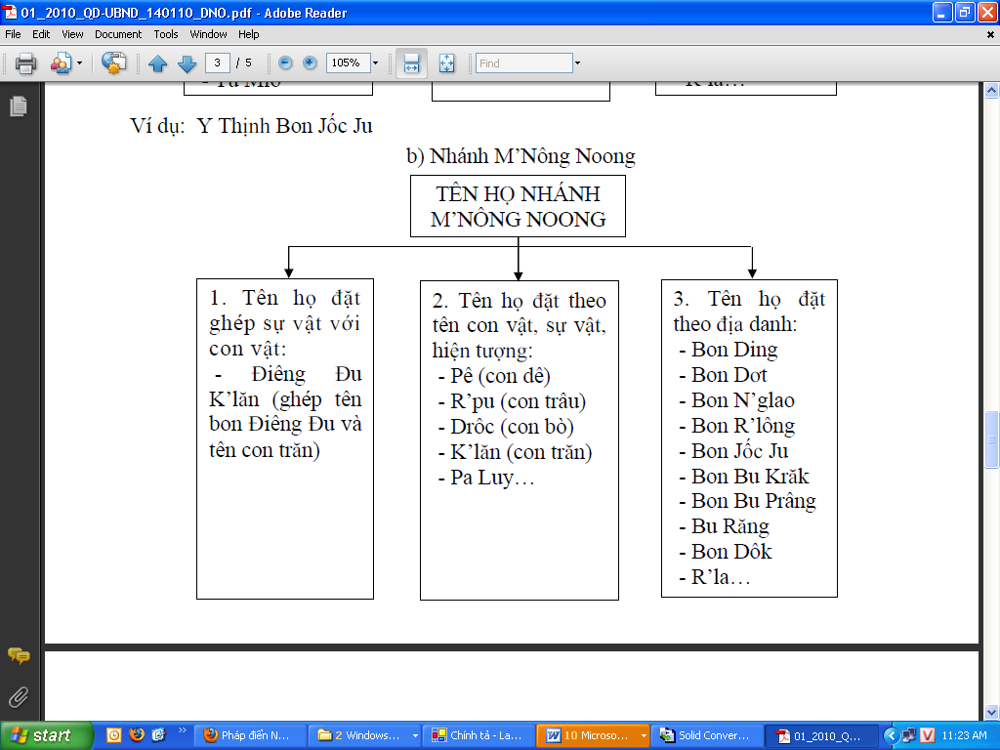 01_2010_QD-UBND_140110_DNO.pdf - Adobe Reader
File Edit View Document Tools Window Help
3 / 5 105% Find
Ví dụ: Y Thịnh Bon Jốc Ju
b) Nhánh M’Nông Noong
TÊN HỌ NHÁNH
M’NÔNG NOONG
1. Tên họ đặt
ghép sự vật với
con vật:
- Điêng Đu
K’lăn (ghép tên
bon Điêng Đu và
tên con trăn)
2. Tên họ đặt theo
tên con vật, sự vật,
hiện tượng:
- Pê (con dê)
- R’pu (con trâu)
- Drôc (con bò)
- K’lăn (con trăn)
- Pa Luy…
3. Tên họ đặt
theo địa danh:
- Bon Ding
- Bon Dơt
- Bon N’glao
- Bon R’lông
- Bon Jốc Ju
- Bon Bu Krăk
- Bon Bu Prâng
- Bu Răng
- Bon Dôk
- R’la…
start Pháp điển N... 2 Windows... Chính tả - La... 10 Microso... Solid Conver... 01_2010_Q... 11:23 AM